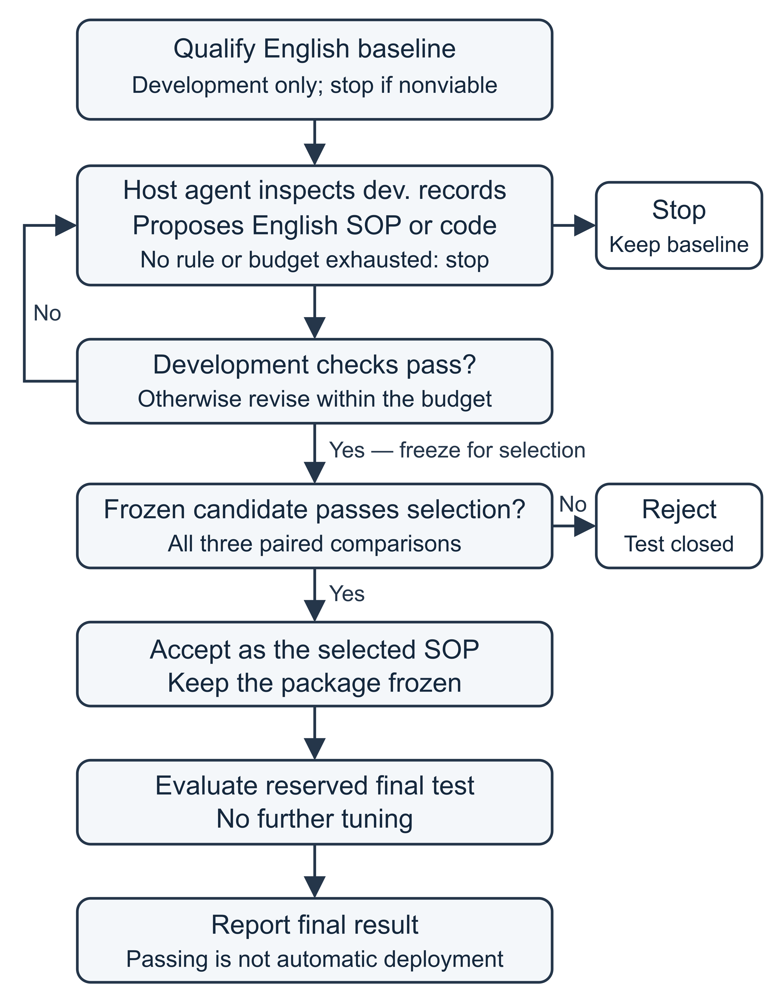 Qualify English baseline
Development only; stop if nonviable
Host agent inspects dev. records
Proposes English SOP or code
No rule or budget exhausted: stop
Stop
Keep baseline
No
Development checks pass?
Otherwise revise within the budget
Yes — freeze for selection
Frozen candidate passes selection?
All three paired comparisons
No
Reject
Test closed
Yes
Accept as the selected SOP
Keep the package frozen
Evaluate reserved final test
No further tuning
Report final result
Passing is not automatic deployment